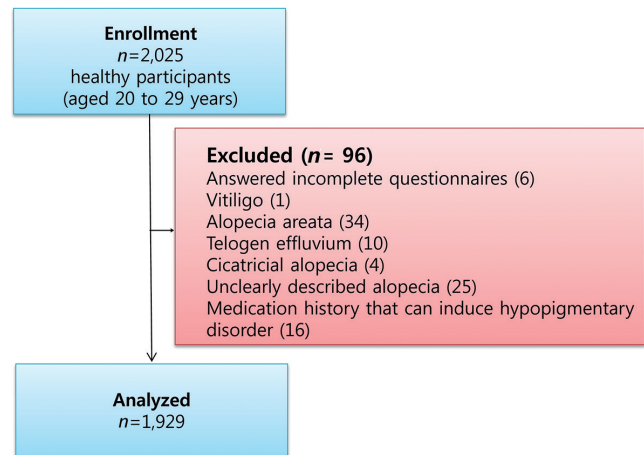 Enrollment
n=2,025
healthy participants
(aged 20 to 29 years)
Excluded (n= 96)
Answered incomplete questionnaires (6)
Vitiligo (1)
Alopecia areata (34)
Telogen effluvium (10)
Cicatricial alopecia (4)
Unclearly described alopecia (25)
Medication history that can induce hypopigmentary
disorder (16)
Analyzed
n=1,929